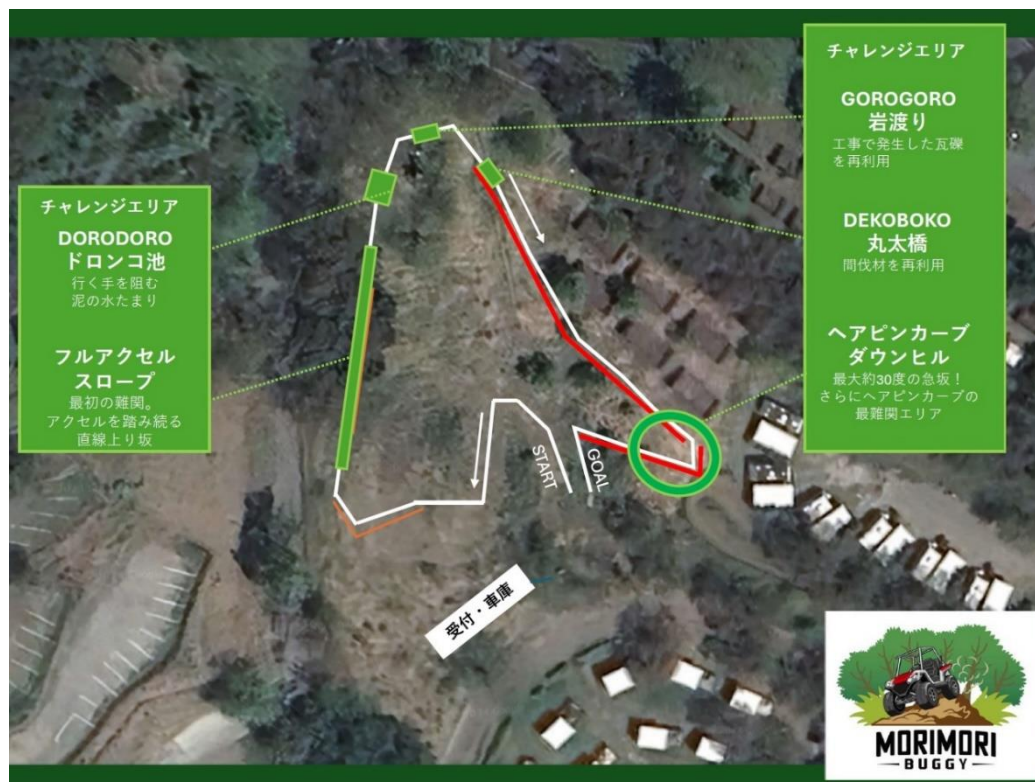 チャレンジエリア
DORODORO
ドロンコ池
行く手を阻む
泥の水たまり
フルアクセル
スロープ
最初の難関。
アクセルを踏み続る
直線上り坂
チャレンジエリア
GOROGORO
岩渡り
工事で発生した瓦礫
を再利用
DEKOBOKO
丸太橋
間伐材を再利用
ヘアピンカーブ
ダウンヒル
最大約30度の急坂！
さらにヘアピンカーブの
最難関エリア
START
GOAL
受付・車庫
MORIMORI
BUGGY